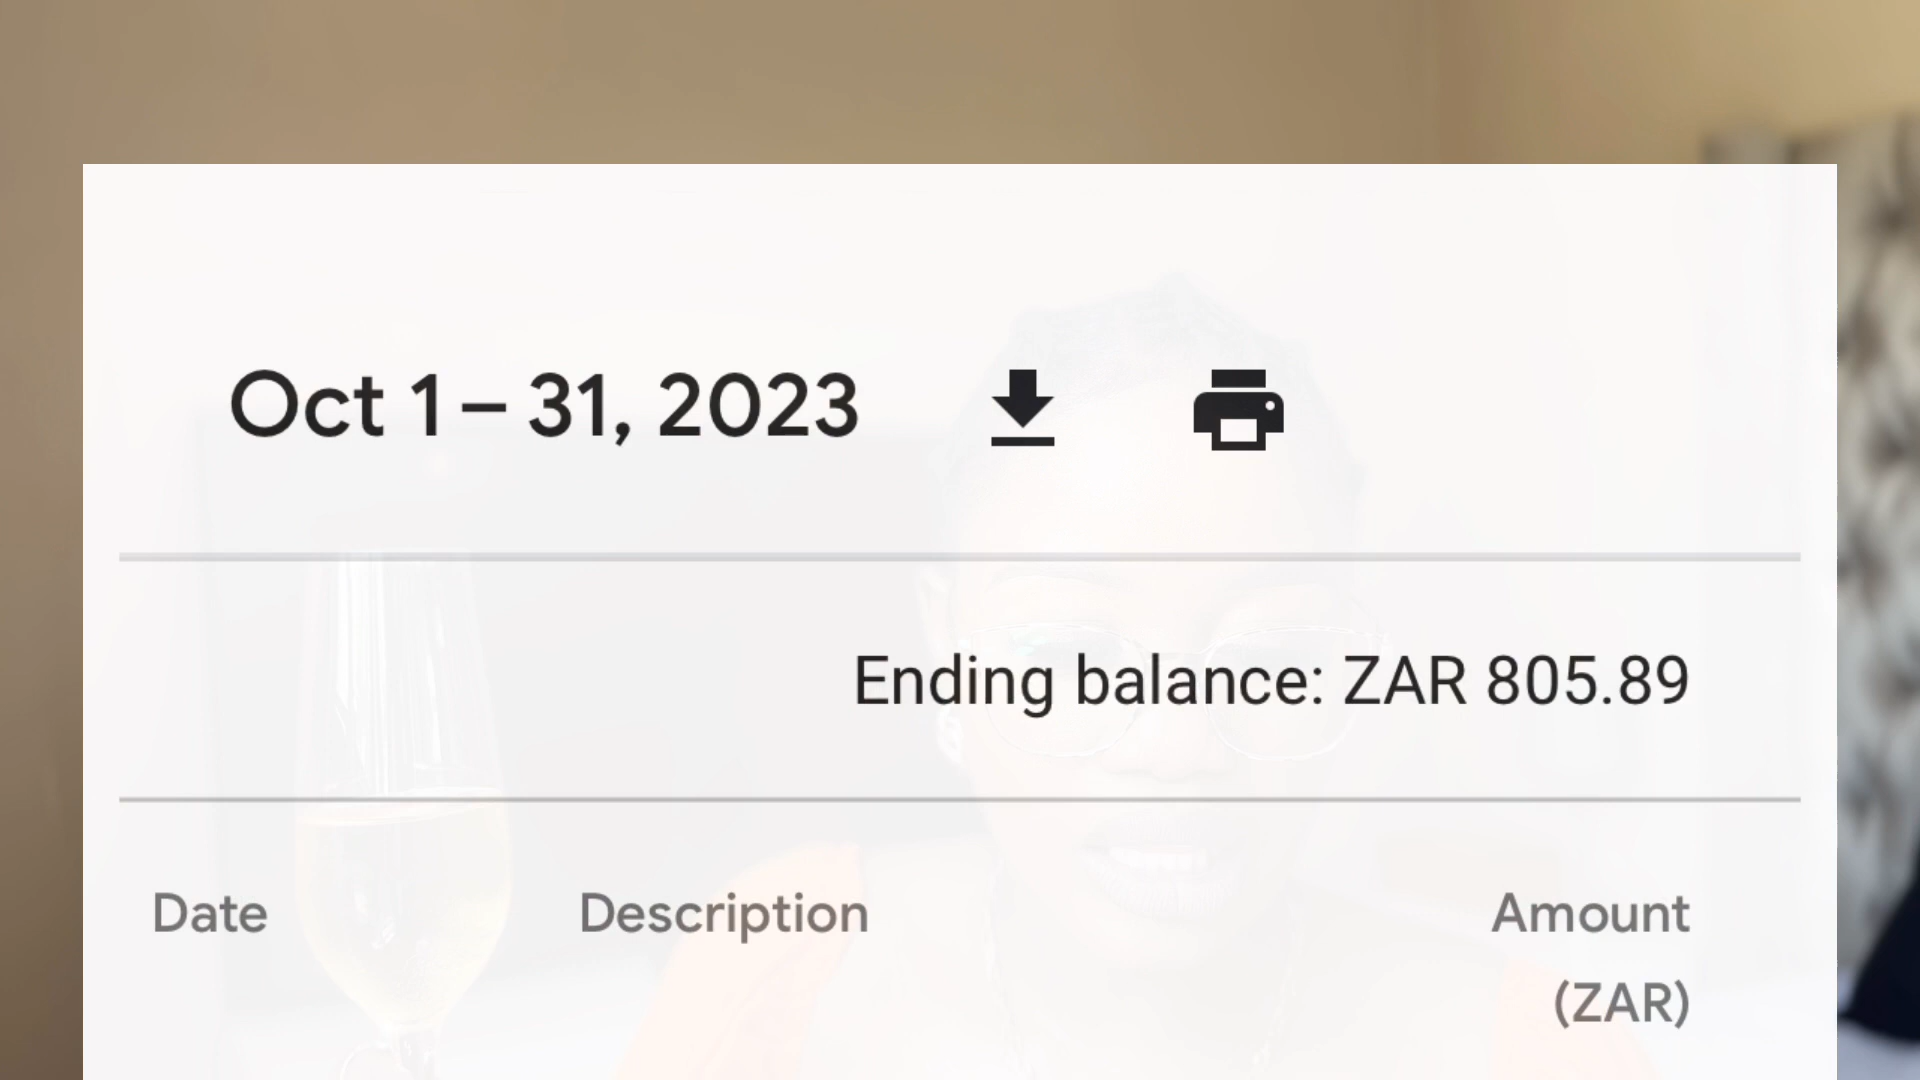 Oct 1 – 31, 2023
Ending balance: ZAR 805.89
Date Description Amount
(ZAR)